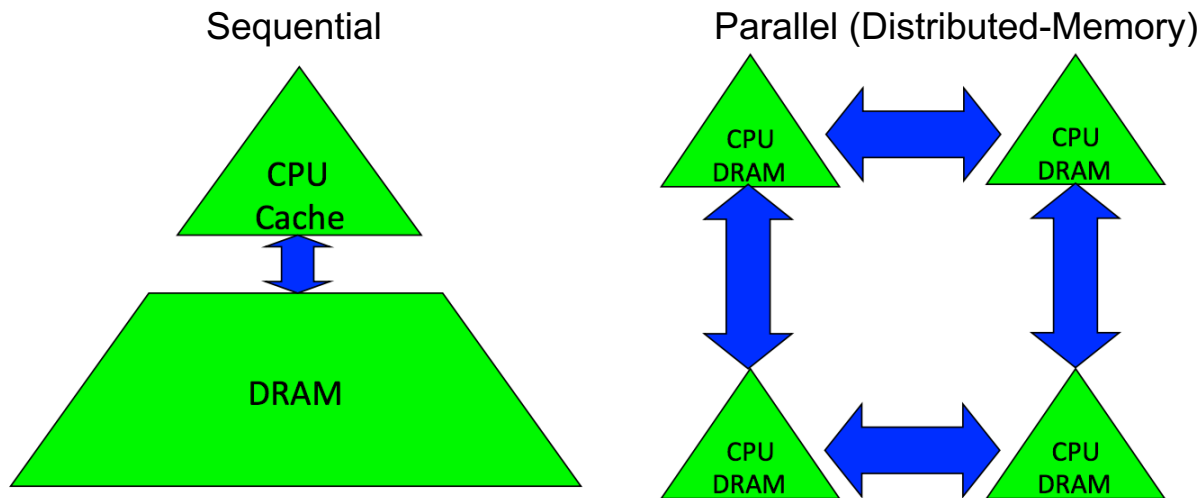 Sequential
CPU
Cache
DRAM
Parallel (Distributed-Memory)
CPU
DRAM
CPU
DRAM
CPU
DRAM
CPU
DRAM